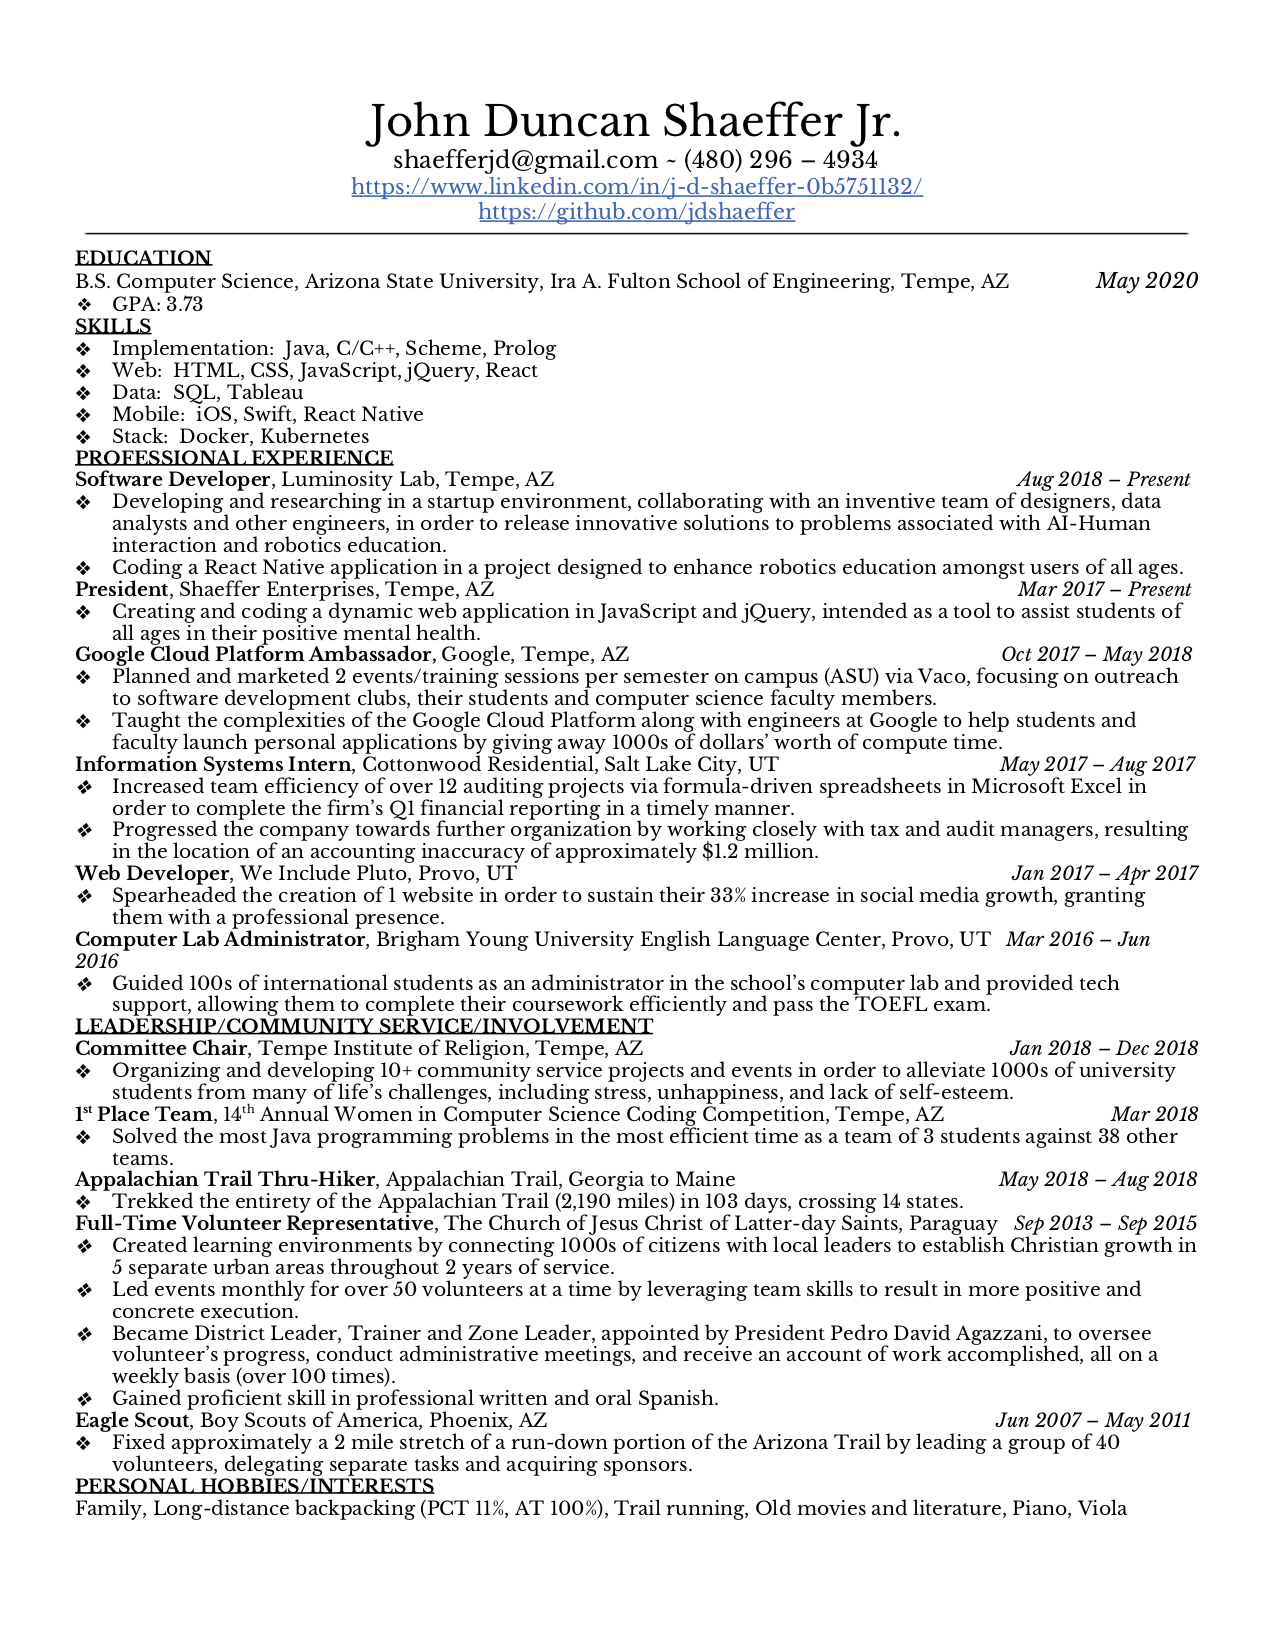 John Duncan Shaeffer Jr.
shaefferjd@gmail.com ~ (480) 296 – 4934
https://www.linkedin.com/in/j-d-shaeffer-0b5751132/
https://github.com/jdshaeffer
EDUCATION
B.S. Computer Science, Arizona State University, Ira A. Fulton School of Engineering, Tempe, AZ May 2020
❖ GPA: 3.73
SKILLS
❖ Implementation: Java, C/C++, Scheme, Prolog
❖ Web: HTML, CSS, JavaScript, jQuery, React
❖ Data: SQL, Tableau
❖ Mobile: iOS, Swift, React Native
❖ Stack: Docker, Kubernetes
PROFESSIONAL EXPERIENCE
Software Developer, Luminosity Lab, Tempe, AZ Aug 2018 – Present
❖ Developing and researching in a startup environment, collaborating with an inventive team of designers, data
analysts and other engineers, in order to release innovative solutions to problems associated with AI-Human
interaction and robotics education.
❖ Coding a React Native application in a project designed to enhance robotics education amongst users of all ages.
President, Shaeffer Enterprises, Tempe, AZ Mar 2017 – Present
❖ Creating and coding a dynamic web application in JavaScript and jQuery, intended as a tool to assist students of
all ages in their positive mental health.
Google Cloud Platform Ambassador, Google, Tempe, AZ Oct 2017 – May 2018
❖ Planned and marketed 2 events/training sessions per semester on campus (ASU) via Vaco, focusing on outreach
to software development clubs, their students and computer science faculty members.
❖ Taught the complexities of the Google Cloud Platform along with engineers at Google to help students and
faculty launch personal applications by giving away 1000s of dollars’ worth of compute time.
Information Systems Intern, Cottonwood Residential, Salt Lake City, UT May 2017 – Aug 2017
❖ Increased team efficiency of over 12 auditing projects via formula-driven spreadsheets in Microsoft Excel in
order to complete the firm’s Q1 financial reporting in a timely manner.
❖ Progressed the company towards further organization by working closely with tax and audit managers, resulting
in the location of an accounting inaccuracy of approximately $1.2 million.
Web Developer, We Include Pluto, Provo, UT Jan 2017 – Apr 2017
❖ Spearheaded the creation of 1 website in order to sustain their 33% increase in social media growth, granting
them with a professional presence.
Computer Lab Administrator, Brigham Young University English Language Center, Provo, UT Mar 2016 – Jun
2016
❖ Guided 100s of international students as an administrator in the school’s computer lab and provided tech
support, allowing them to complete their coursework efficiently and pass the TOEFL exam.
LEADERSHIP/COMMUNITY SERVICE/INVOLVEMENT
Committee Chair, Tempe Institute of Religion, Tempe, AZ Jan 2018 – Dec 2018
❖ Organizing and developing 10+ community service projects and events in order to alleviate 1000s of university
students from many of life’s challenges, including stress, unhappiness, and lack of self-esteem.
1st Place Team, 14th Annual Women in Computer Science Coding Competition, Tempe, AZ Mar 2018
❖ Solved the most Java programming problems in the most efficient time as a team of 3 students against 38 other
teams.
Appalachian Trail Thru-Hiker, Appalachian Trail, Georgia to Maine May 2018 – Aug 2018
❖ Trekked the entirety of the Appalachian Trail (2,190 miles) in 103 days, crossing 14 states.
Full-Time Volunteer Representative, The Church of Jesus Christ of Latter-day Saints, Paraguay Sep 2013 – Sep 2015
❖ Created learning environments by connecting 1000s of citizens with local leaders to establish Christian growth in
5 separate urban areas throughout 2 years of service.
❖ Led events monthly for over 50 volunteers at a time by leveraging team skills to result in more positive and
concrete execution.
❖ Became District Leader, Trainer and Zone Leader, appointed by President Pedro David Agazzani, to oversee
volunteer’s progress, conduct administrative meetings, and receive an account of work accomplished, all on a
weekly basis (over 100 times).
❖ Gained proficient skill in professional written and oral Spanish.
Eagle Scout, Boy Scouts of America, Phoenix, AZ Jun 2007 – May 2011
❖ Fixed approximately a 2 mile stretch of a run-down portion of the Arizona Trail by leading a group of 40
volunteers, delegating separate tasks and acquiring sponsors.
PERSONAL HOBBIES/INTERESTS
Family, Long-distance backpacking (PCT 11%, AT 100%), Trail running, Old movies and literature, Piano, Viola